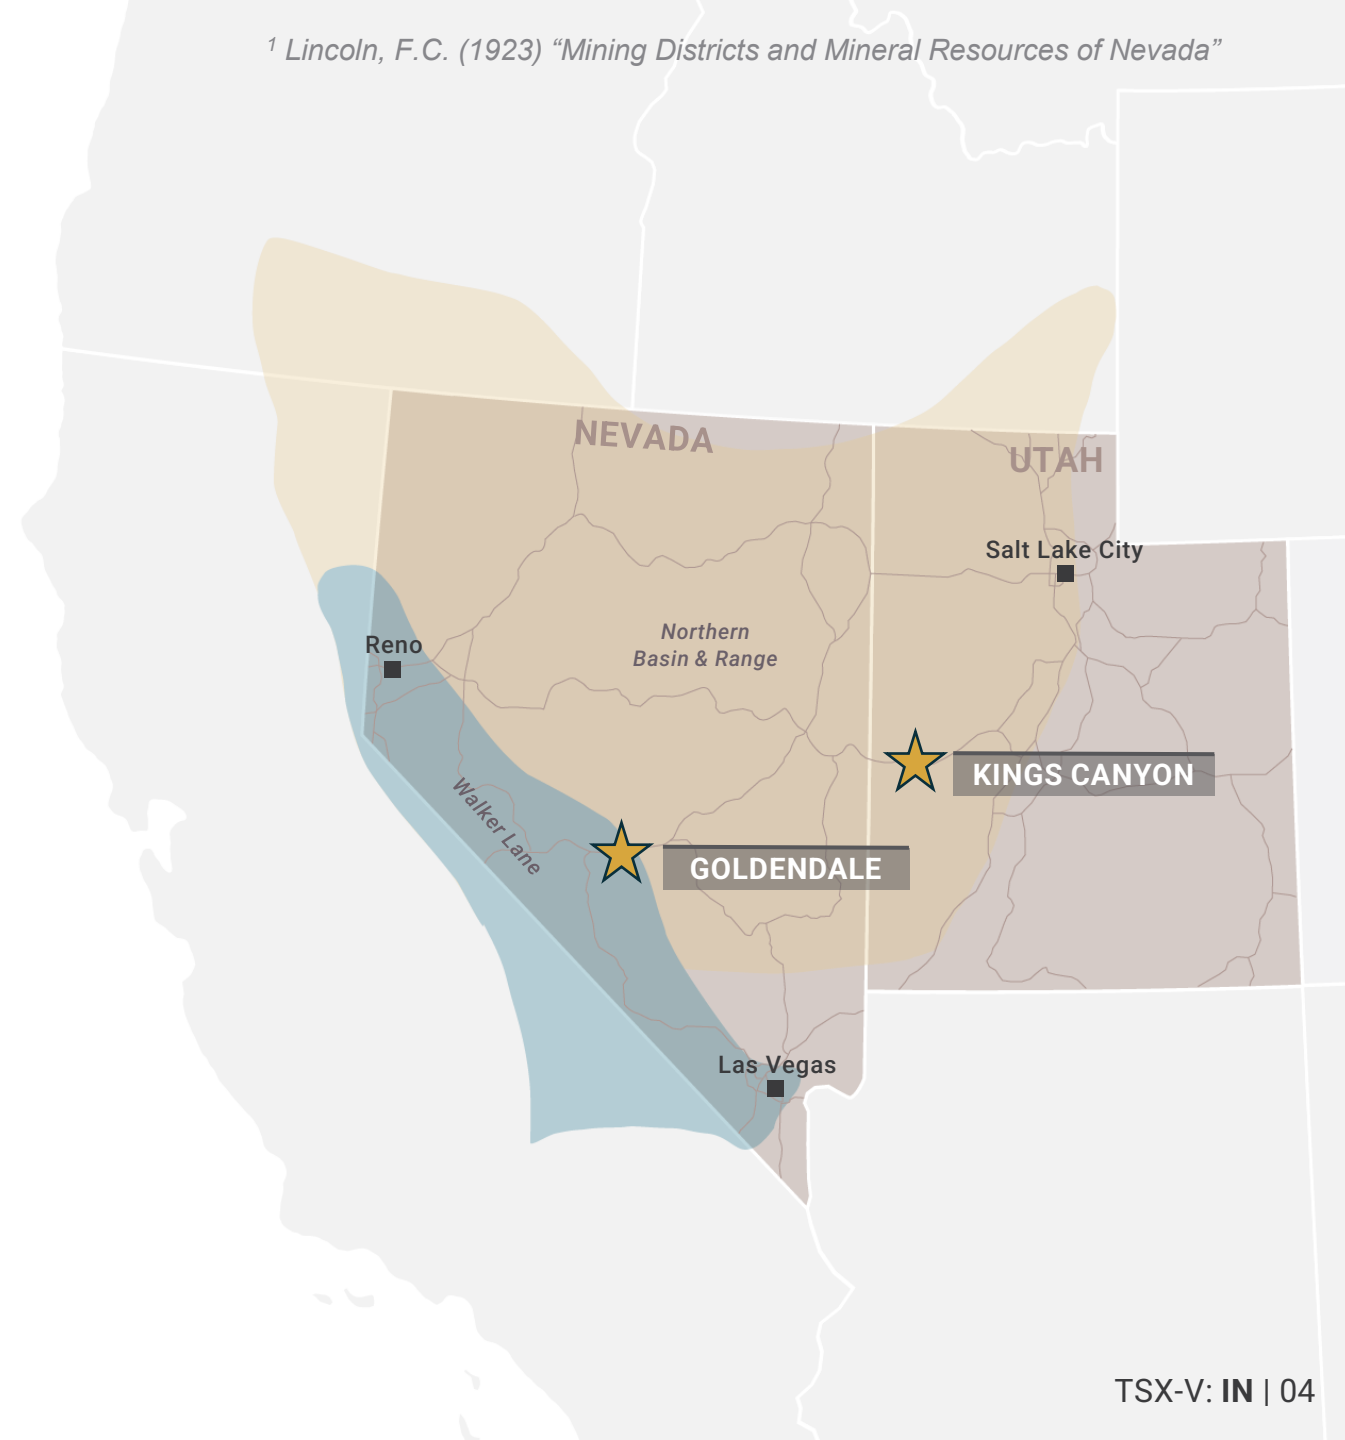 ¹ Lincoln, F.C. (1923) “Mining Districts and Mineral Resources of Nevada”
NEVADA
UTAH
Salt Lake City
Northern
Basin & Range
Reno
KINGS CANYON
Walker Lane
GOLDENDALE
Las Vegas
TSX-V: IN | 04